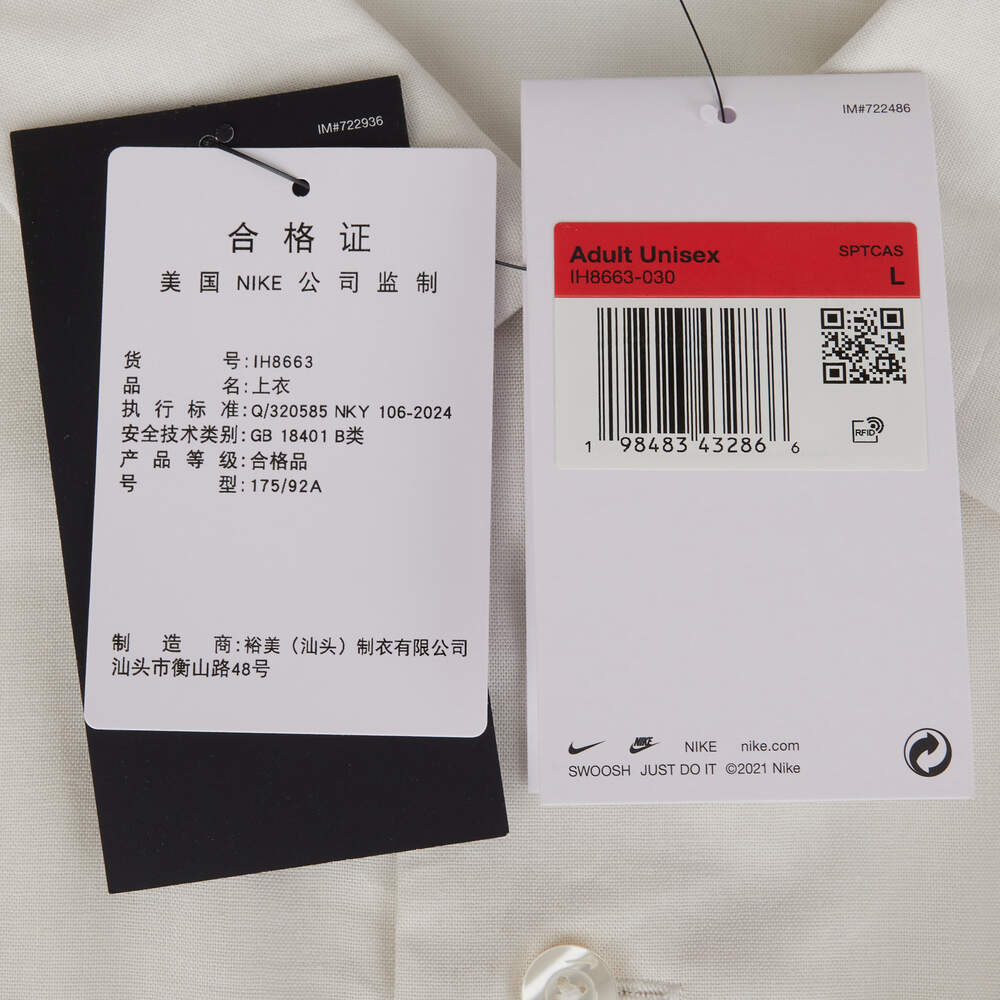 IM#722936
合格证
美国 NIKE 公司监制
货号:IH8663
品名:上衣
执行标准:Q/320585 NKY 106-2024
安全技术类别:GB 18401 B类
产品等级:合格品
号型:175/92A
制造商:裕美（汕头）制衣有限公司
汕头市衡山路48号
IM#722486
Adult Unisex SPTCAS
IH8663-030 L
1 98483 43286 6
RFID
NIKE NIKE nike.com
SWOOSH JUST DO IT ©2021 Nike